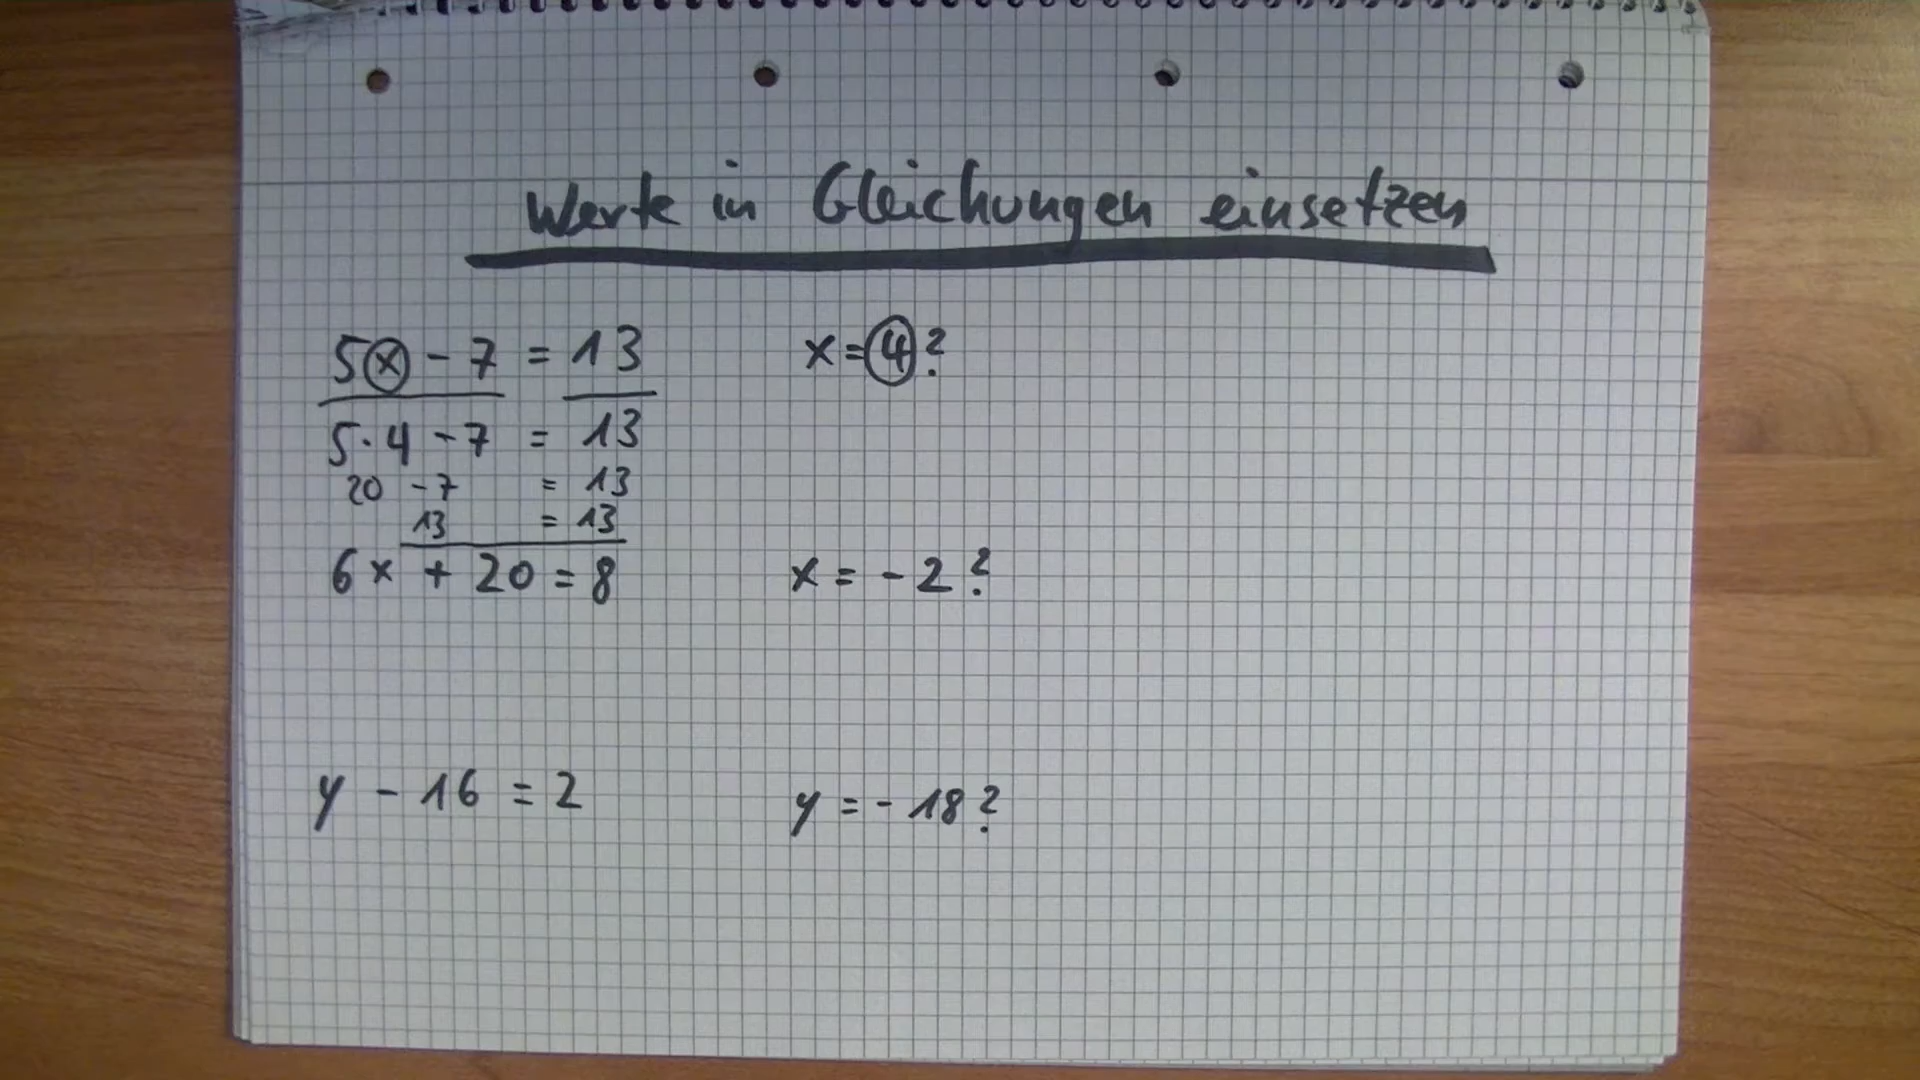 Werte in Gleichungen einsetzen
5x - 7 = 13 x = 4?
5·4 - 7 = 13
20 - 7 = 13
13 = 13
6x + 20 = 8 x = -2?
y - 16 = 2 y = -18?